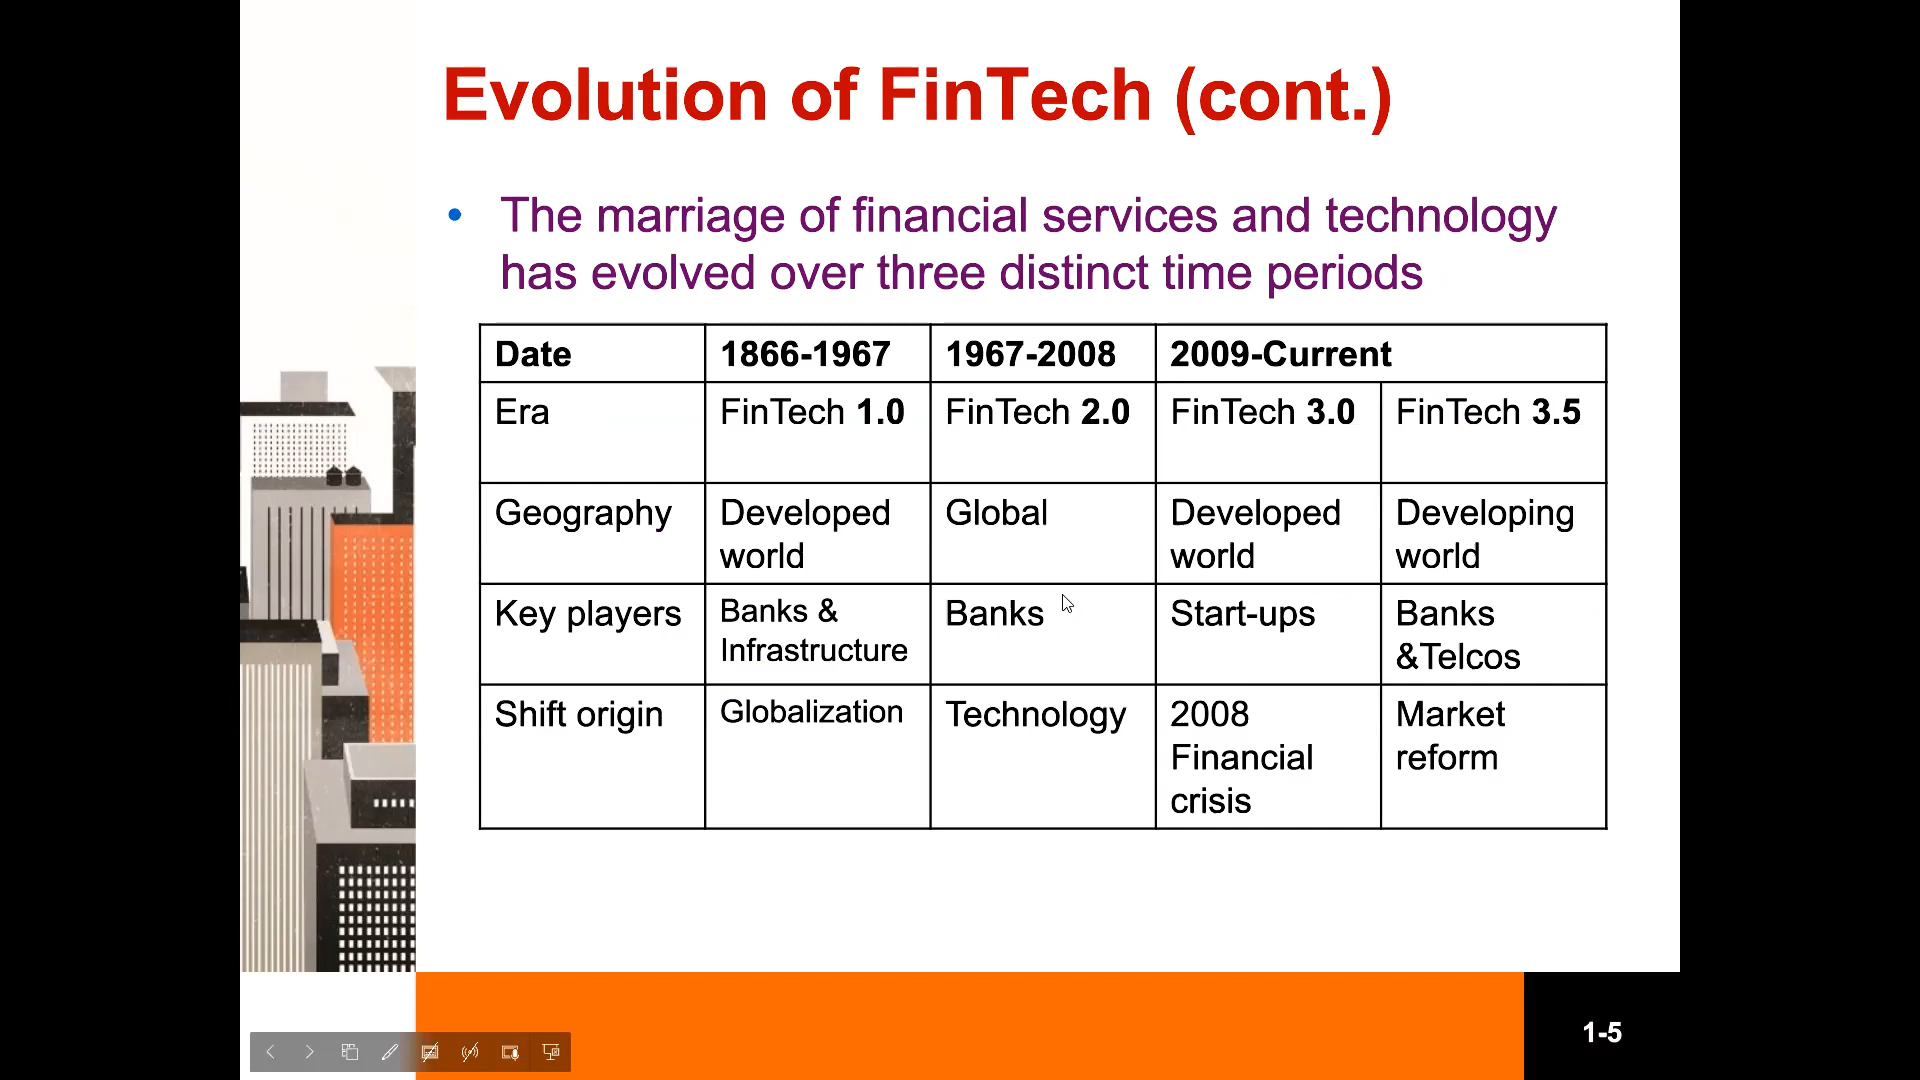 Evolution of FinTech (cont.)
• The marriage of financial services and technology
has evolved over three distinct time periods
Date 1866-1967 1967-2008 2009-Current
Era FinTech 1.0 FinTech 2.0 FinTech 3.0 FinTech 3.5
Geography Developed world Global Developed world Developing world
Key players Banks & Infrastructure Banks Start-ups Banks &Telcos
Shift origin Globalization Technology 2008 Financial crisis Market reform
1-5